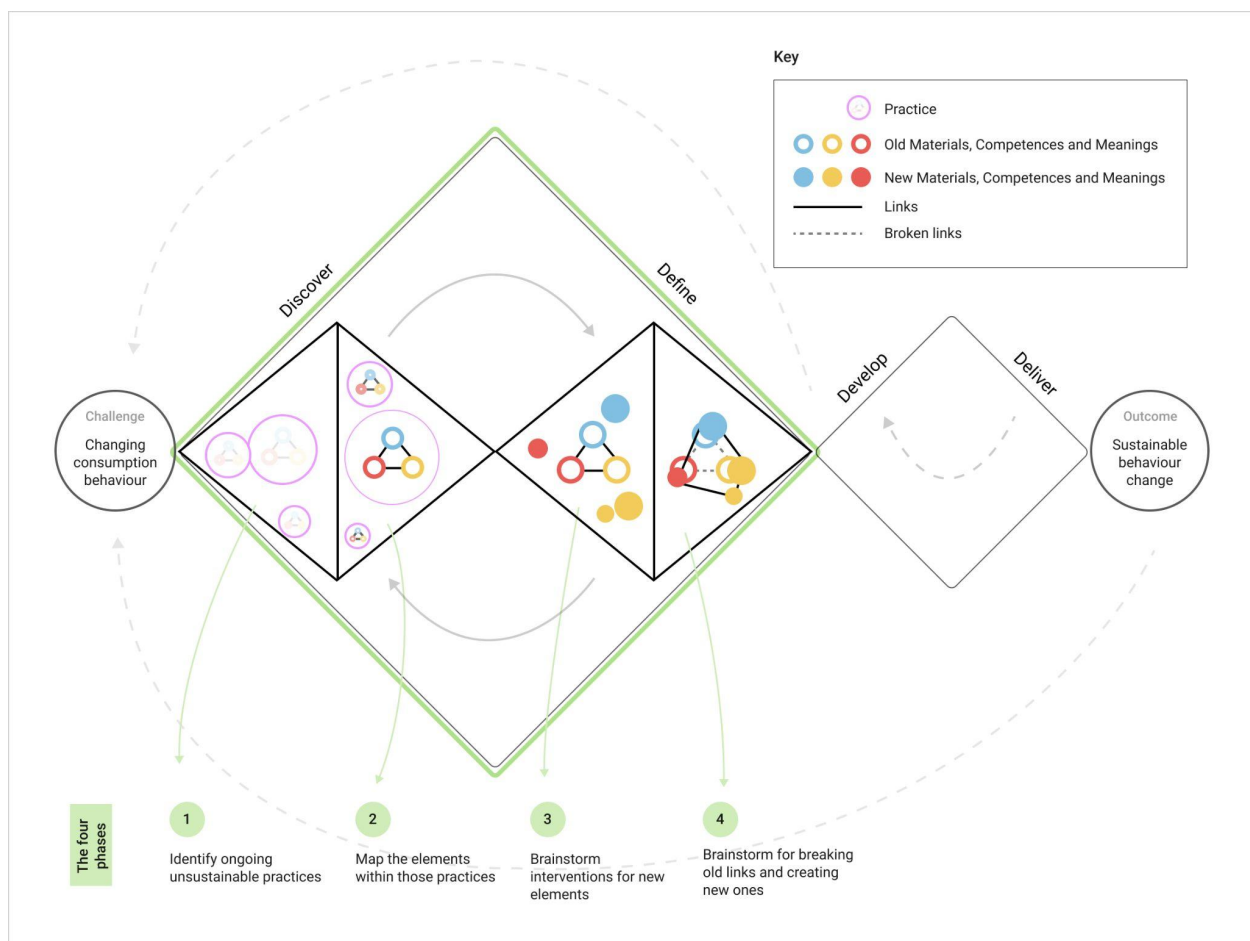 Key
Practice
Old Materials, Competences and Meanings
New Materials, Competences and Meanings
Links
Broken links
Discover
Define
Develop
Deliver
Challenge
Changing
consumption
behaviour
Outcome
Sustainable
behaviour
change
The four
phases
1
Identify ongoing
unsustainable practices
2
Map the elements
within those practices
3
Brainstorm
interventions for new
elements
4
Brainstorm for breaking
old links and creating
new ones